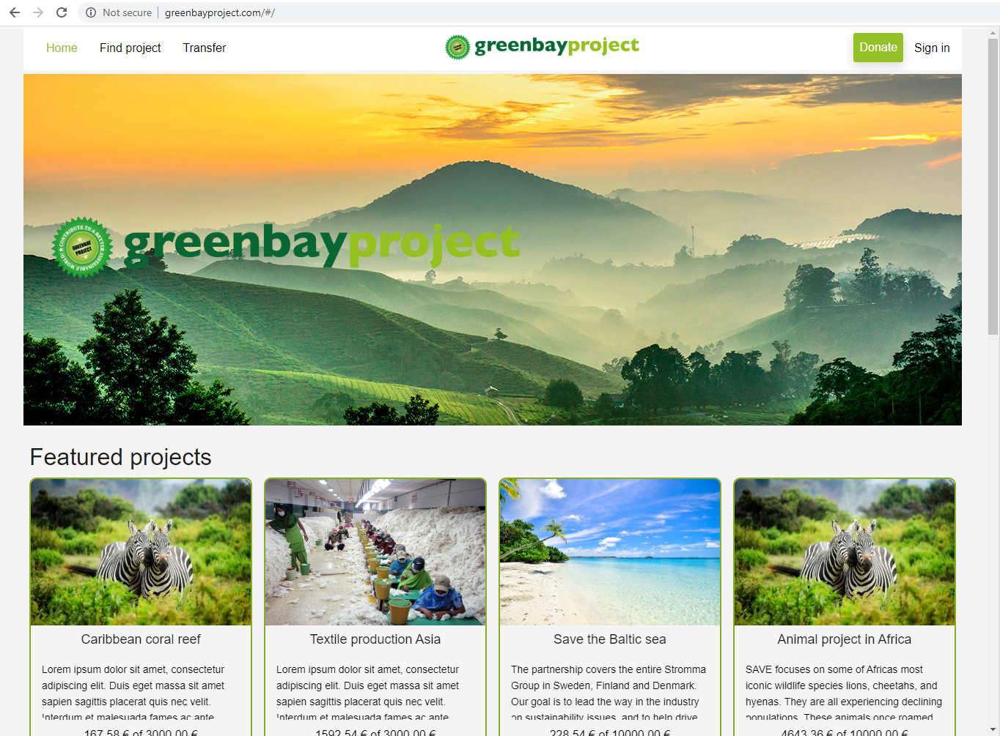 Not secure greenbayproject.com/#/
Home Find project Transfer greenbayproject Donate Sign in
CONTRIBUTE TO A BETTER SUSTAINABLE WORLD!
GREENBAY
PROJECT
greenbayproject
Featured projects
Caribbean coral reef
Lorem ipsum dolor sit amet, consectetur
adipiscing elit. Duis eget massa sit amet
sapien sagittis placerat quis nec velit.
Interdum et malesuada fames ac ante
167.58 € of 3000.00 €
Textile production Asia
Lorem ipsum dolor sit amet, consectetur
adipiscing elit. Duis eget massa sit amet
sapien sagittis placerat quis nec velit.
Interdum et malesuada fames ac ante
1592.54 € of 3000.00 €
Save the Baltic sea
The partnership covers the entire Stromma
Group in Sweden, Finland and Denmark.
Our goal is to lead the way in the industry
on sustainability issues, and to help drive
228.54 € of 10000.00 €
Animal project in Africa
SAVE focuses on some of Africas most
iconic wildlife species lions, cheetahs, and
hyenas. They are all experiencing declining
populations. These animals once roamed
4643.36 € of 10000.00 €